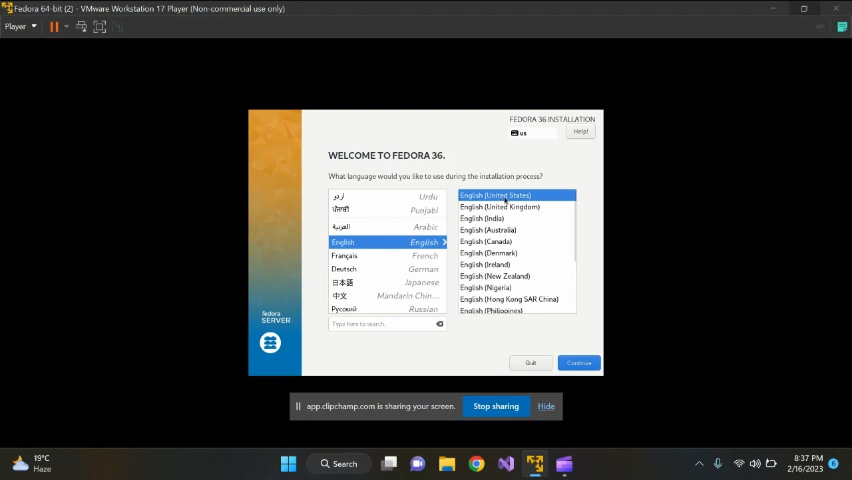 Fedora 64-bit (2) - VMware Workstation 17 Player (Non-commercial use only)
Player
FEDORA 36 INSTALLATION
us
Help!
WELCOME TO FEDORA 36.
What language would you like to use during the installation process?
اردو Urdu
ਪੰਜਾਬੀ Punjabi
العربية Arabic
English English
Français French
Deutsch German
日本語 Japanese
中文 Mandarin Chin...
Русский Russian
Type here to search.
English (United States)
English (United Kingdom)
English (India)
English (Australia)
English (Canada)
English (Denmark)
English (Ireland)
English (New Zealand)
English (Nigeria)
English (Hong Kong SAR China)
English (Philippines)
fedora
SERVER
Quit
Continue
app.clipchamp.com is sharing your screen.
Stop sharing
Hide
19°C
Haze
Search
8:37 PM
2/16/2023